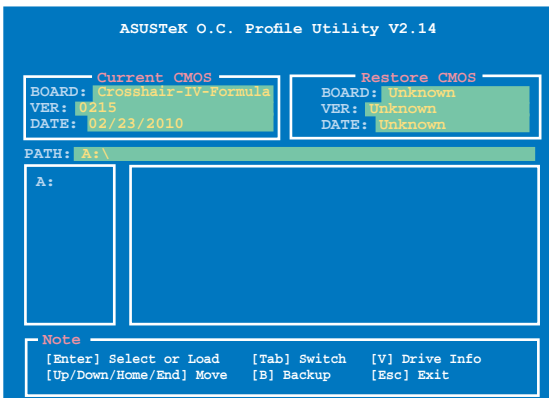 ASUSTeK O.C. Profile Utility V2.14
Current CMOS
BOARD: Crosshair-IV-Formula
VER: 0215
DATE: 02/23/2010
Restore CMOS
BOARD: Unknown
VER: Unknown
DATE: Unknown
PATH: A:\
A:
Note
[Enter] Select or Load [Tab] Switch [V] Drive Info
[Up/Down/Home/End] Move [B] Backup [Esc] Exit